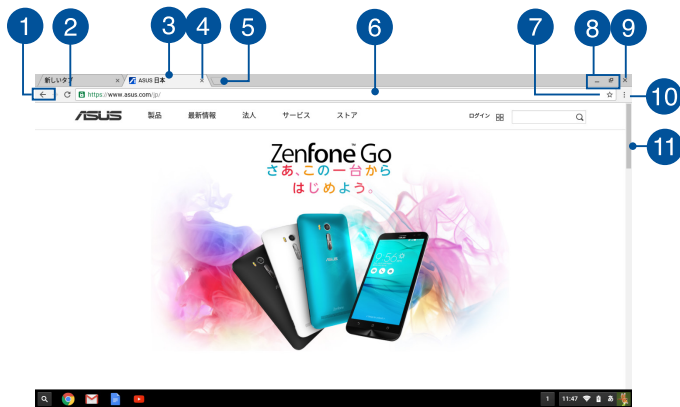 1 2 3 4 5 6 7 8 9
新しいタブ × ASUS 日本 ×
https://www.asus.com/jp/
10
ASUS 製品 最新情報 法人 サービス ストア ログイン
11
Zenfone™ Go
さあ、この一台から
はじめよう。
1 11:47 あ